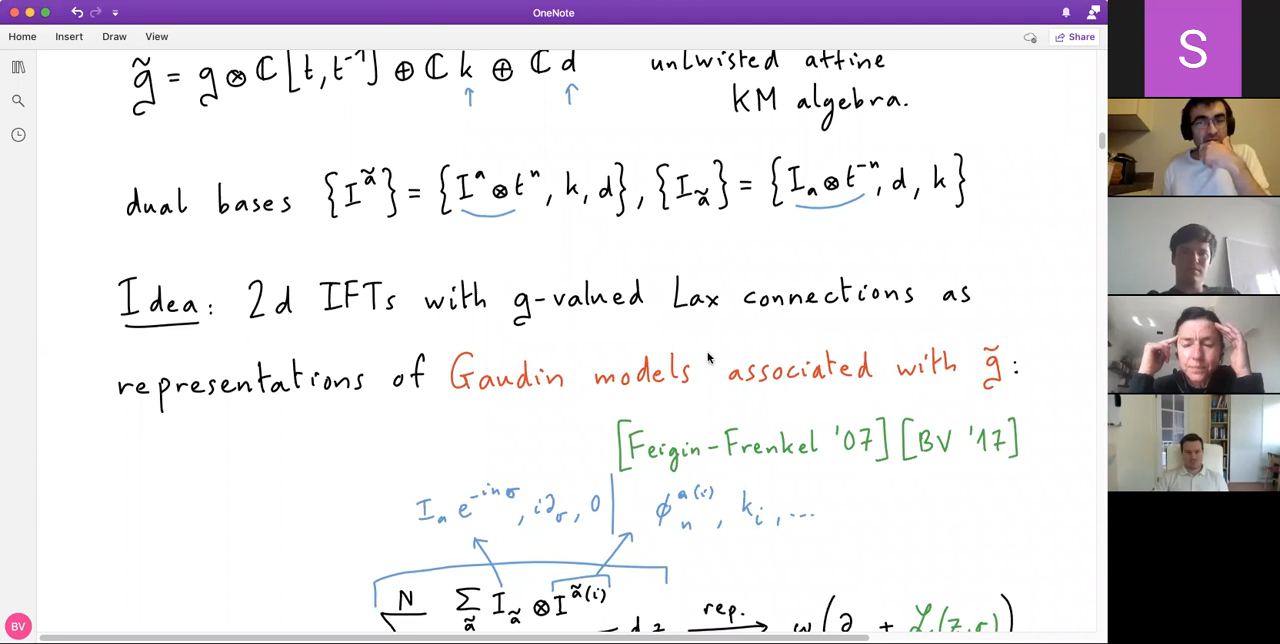 OneNote
Home Insert Draw View Share
g̃ = g ⊗ ℂ[t, t⁻¹] ⊕ ℂ k ⊕ ℂ d untwisted affine
KM algebra.
dual bases {I^ã} = {I^a ⊗ t^n, k, d}, {I_ã} = {I_a ⊗ t^-n, d, k}
Idea: 2d IFTs with g-valued Lax connections as
representations of Gaudin models associated with g̃:
[Feigin-Frenkel '07] [BV '17]
I_a e^-inσ, i∂_σ, 0 | ϕ_n^a(i), k_i, ...
N Σ_ã I_ã ⊗ I^ã(i) dz rep. ω(∂ + ℒ(z,σ))
S
BV